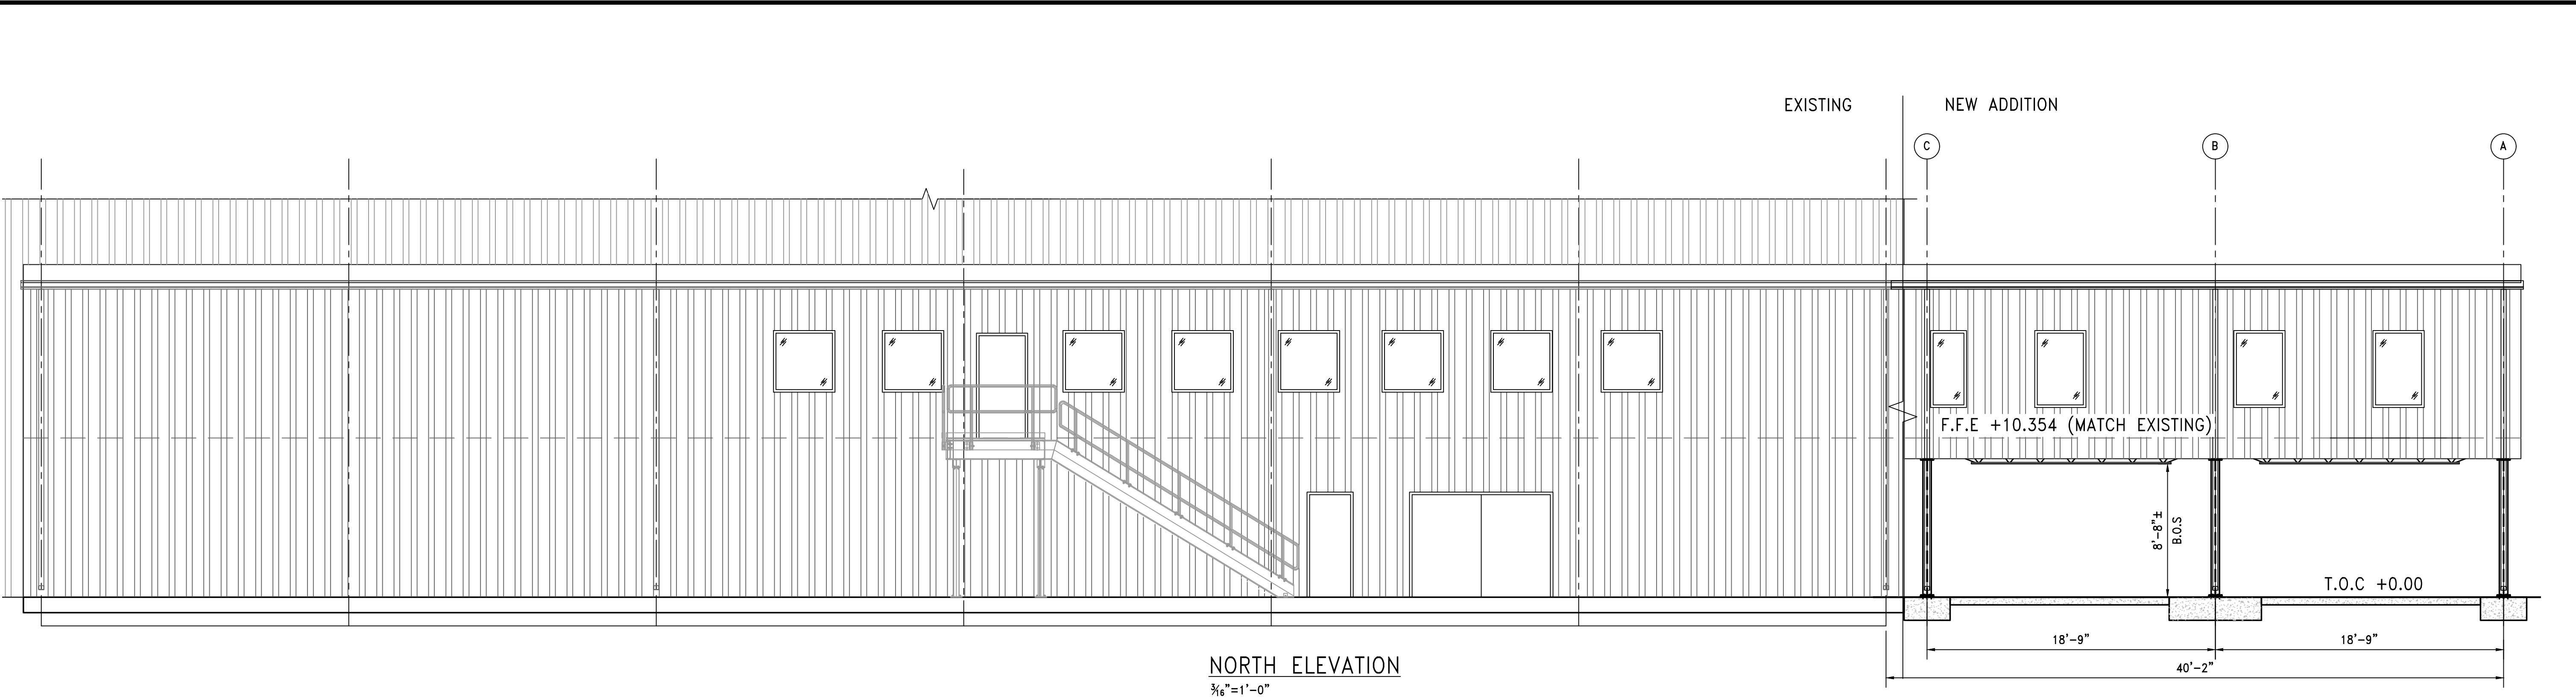 EXISTING
NEW ADDITION
C
B
A
F.F.E +10.354 (MATCH EXISTING)
8'-8"±
B.O.S
T.O.C +0.00
18'-9"
18'-9"
40'-2"
NORTH ELEVATION
3/16"=1'-0"